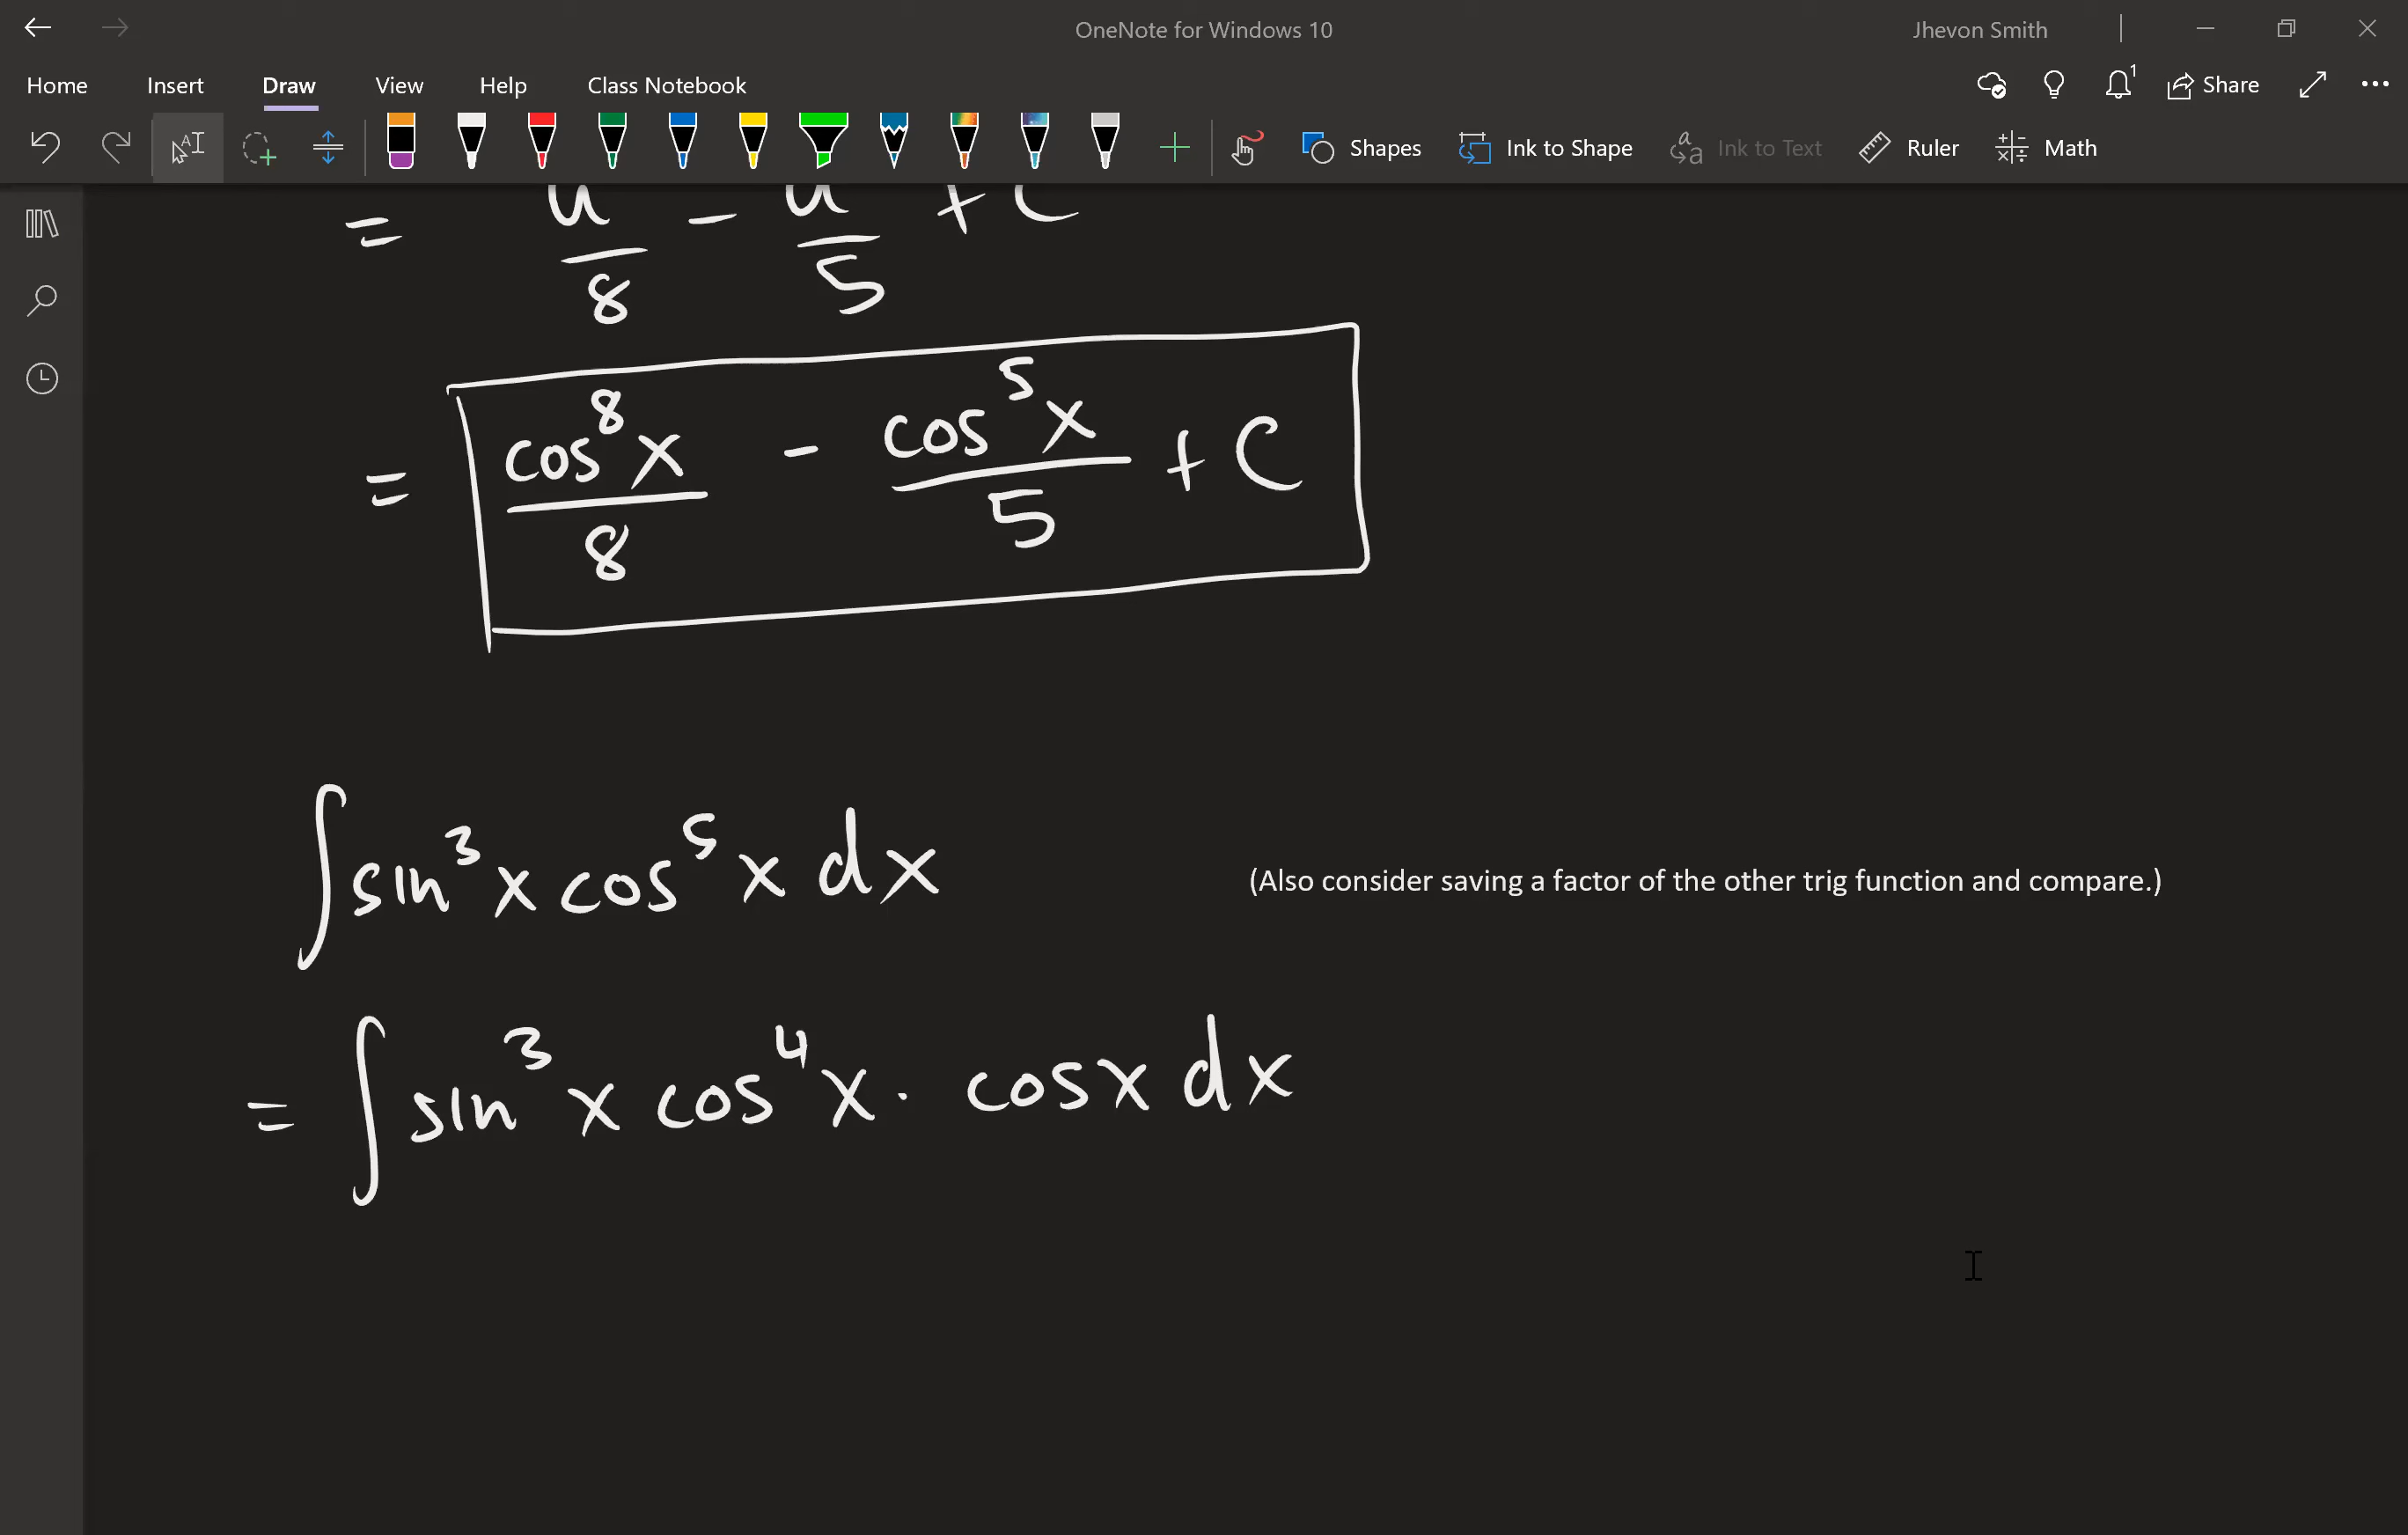 OneNote for Windows 10 Jhevon Smith
Home Insert Draw View Help Class Notebook 1 Share
Shapes Ink to Shape Ink to Text Ruler Math
= u/8 - u/5 + C
= cos⁸x/8 - cos⁵x/5 + C
∫sin³x cos⁵x dx
(Also consider saving a factor of the other trig function and compare.)
= ∫sin³x cos⁴x · cosx dx